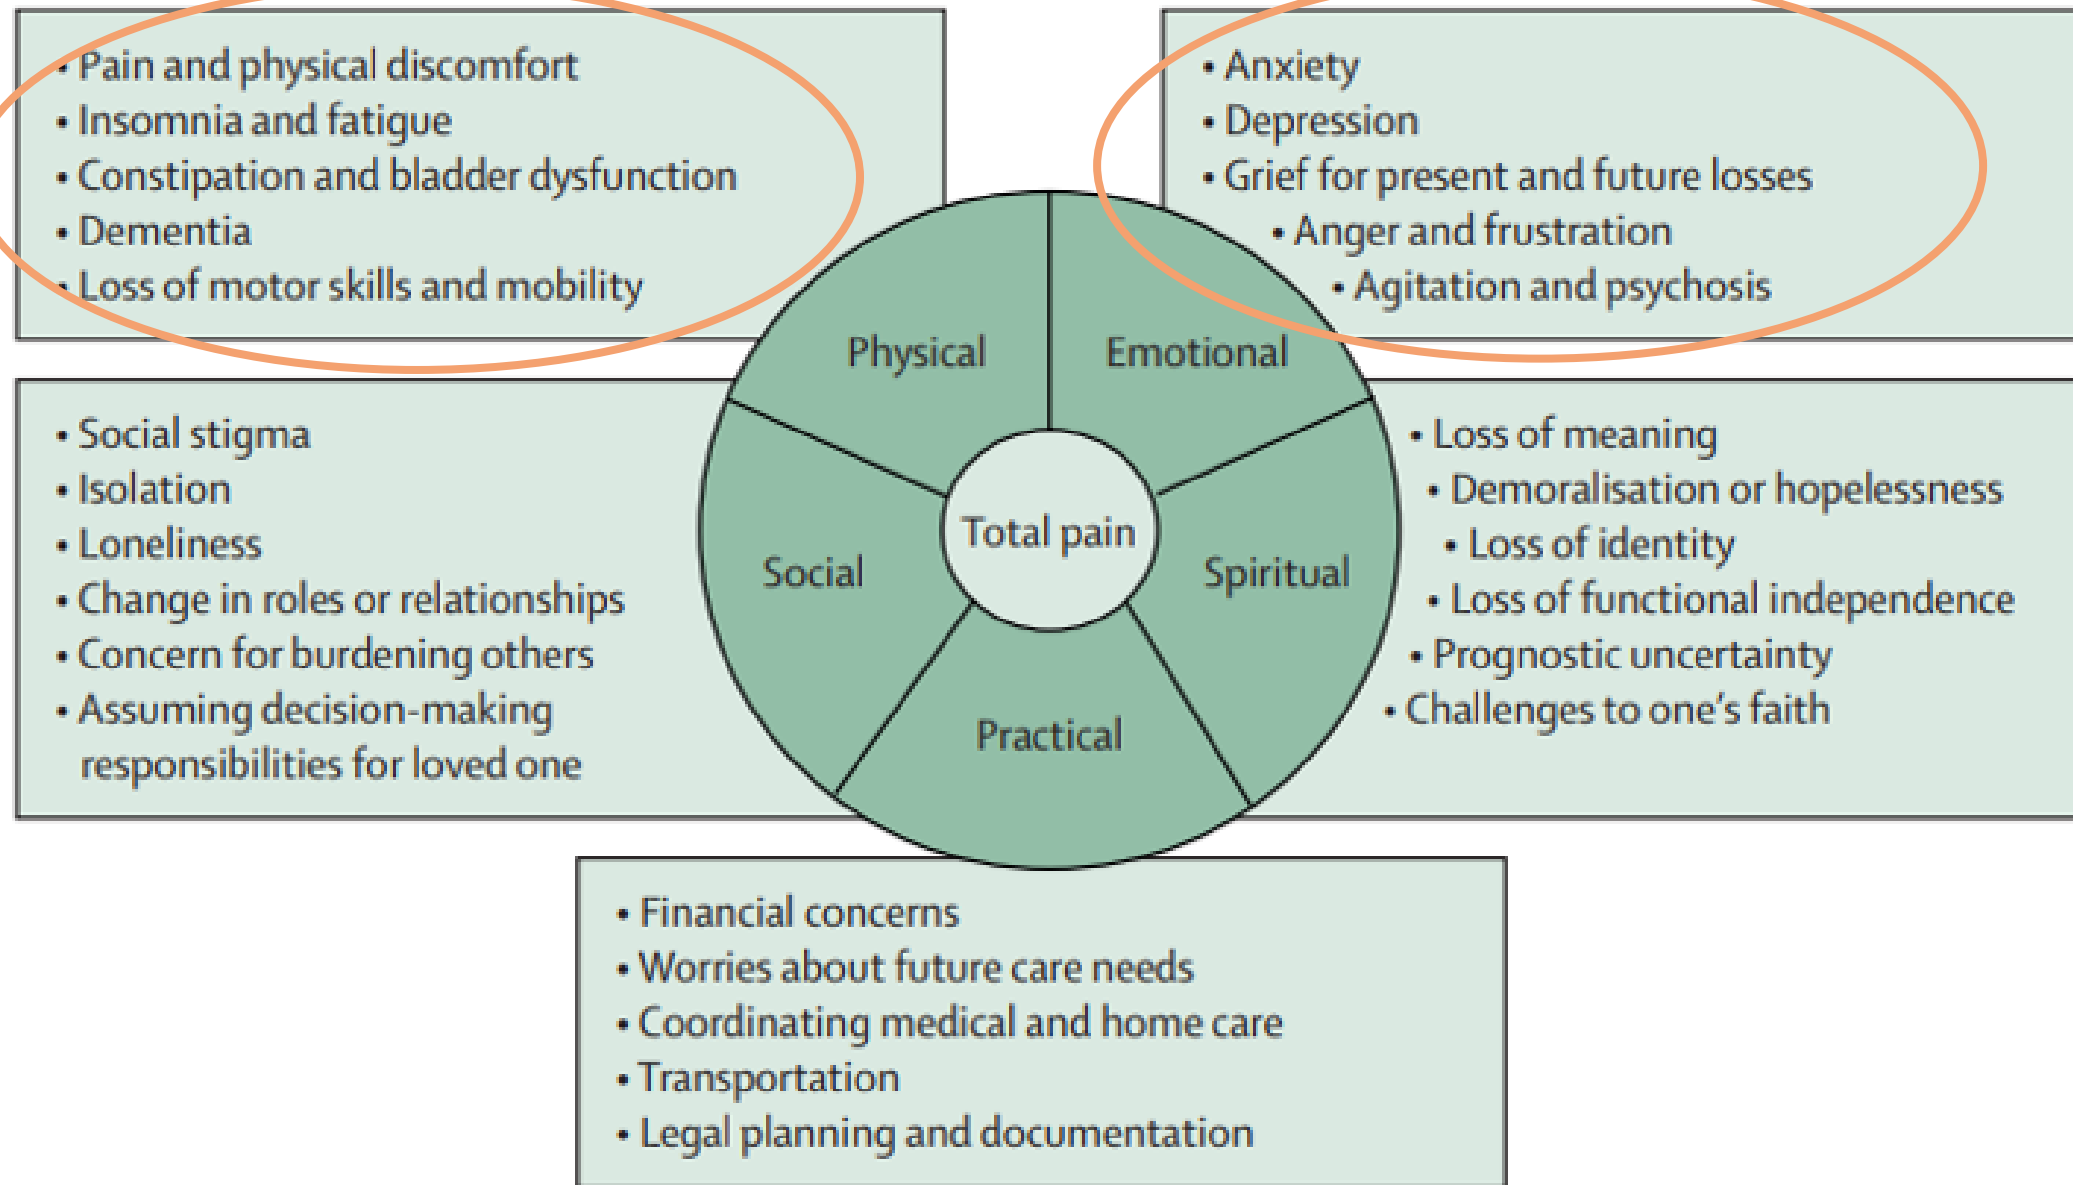 • Pain and physical discomfort
• Insomnia and fatigue
• Constipation and bladder dysfunction
• Dementia
• Loss of motor skills and mobility
• Anxiety
• Depression
• Grief for present and future losses
• Anger and frustration
• Agitation and psychosis
Physical
Emotional
• Social stigma
• Isolation
• Loneliness
• Change in roles or relationships
• Concern for burdening others
• Assuming decision-making
responsibilities for loved one
Social
Total pain
Spiritual
Practical
• Loss of meaning
• Demoralisation or hopelessness
• Loss of identity
• Loss of functional independence
• Prognostic uncertainty
• Challenges to one's faith
• Financial concerns
• Worries about future care needs
• Coordinating medical and home care
• Transportation
• Legal planning and documentation